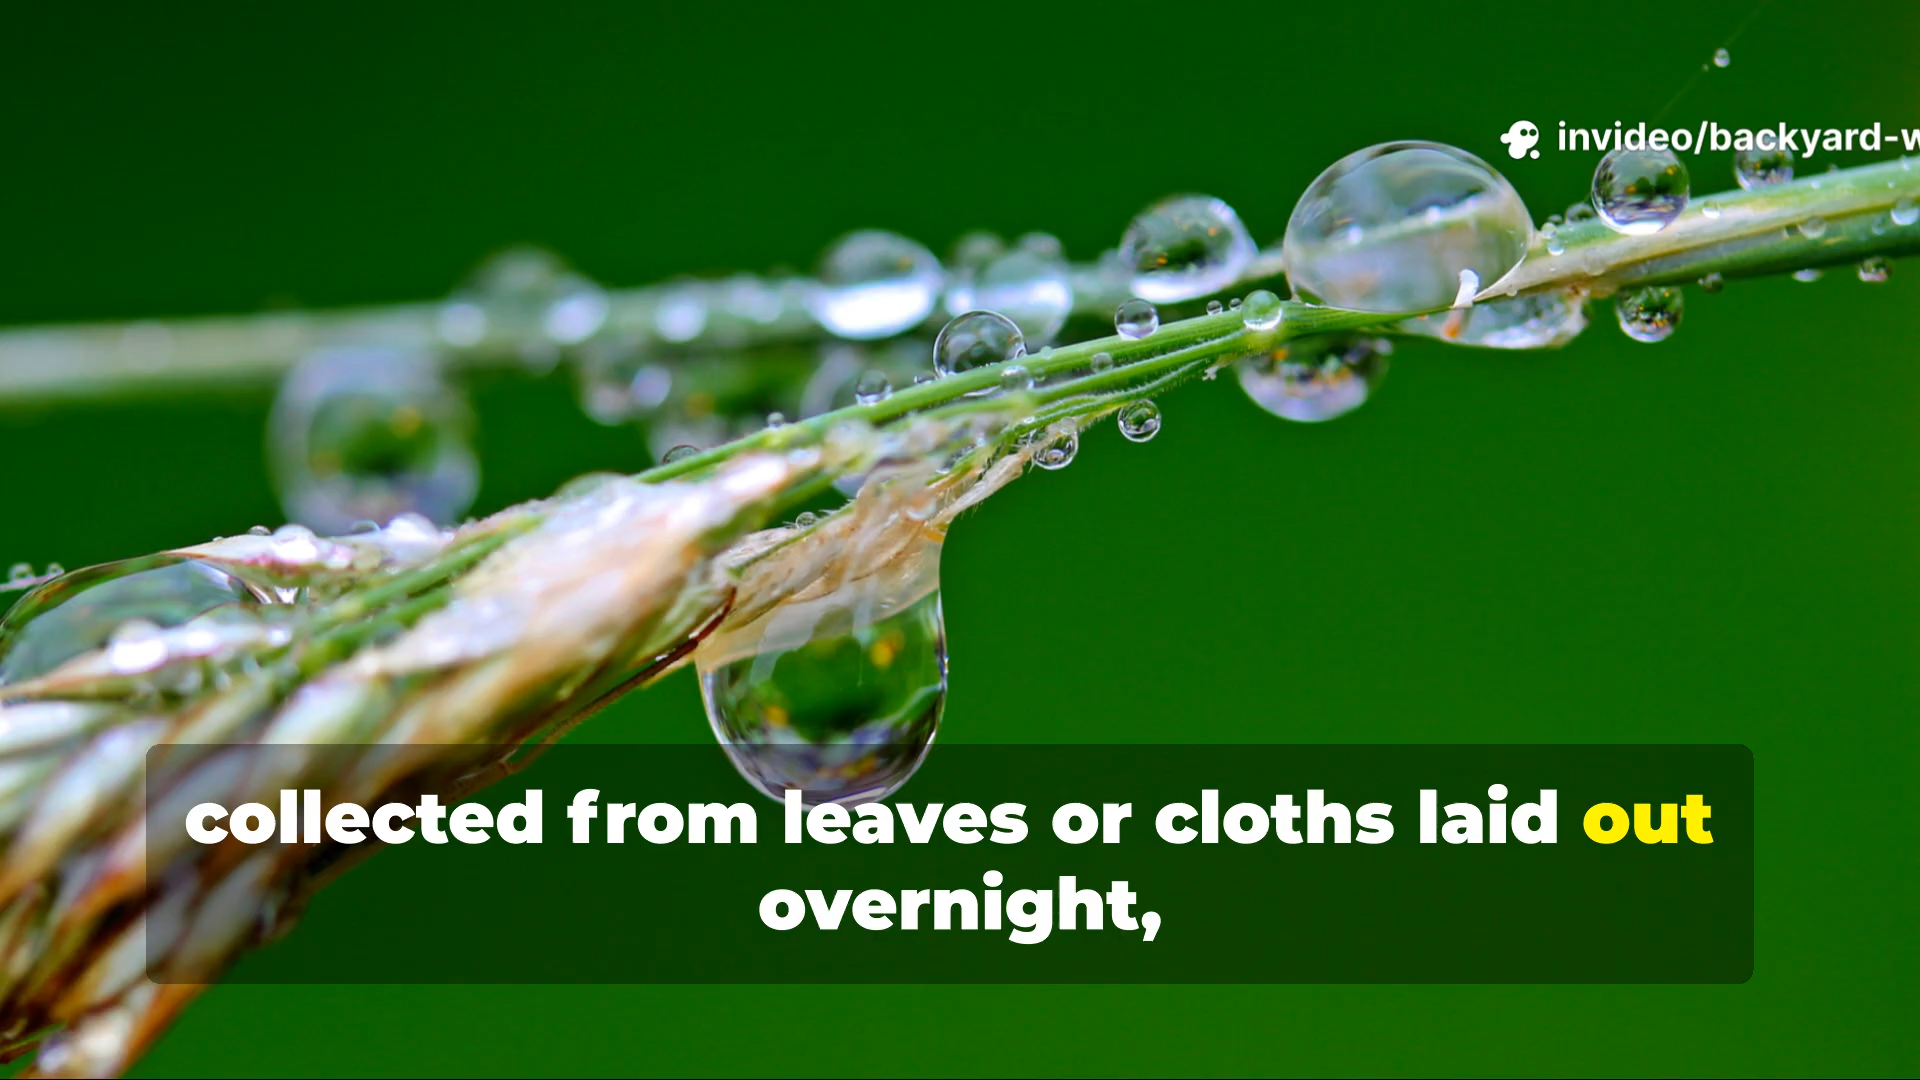 invideo/backyard-w
collected from leaves or cloths laid out
overnight,